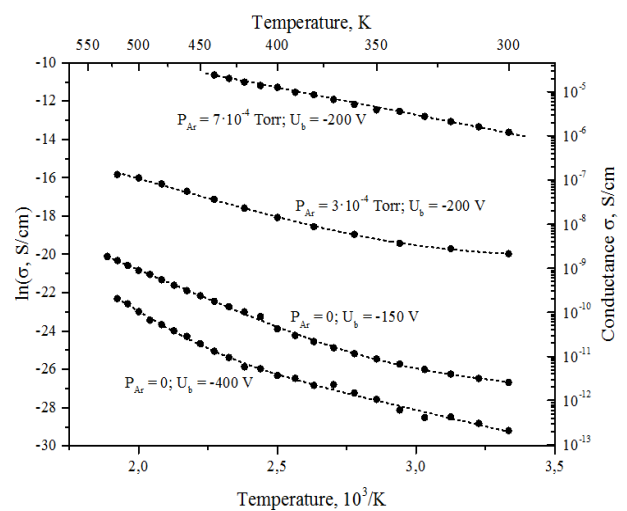 Temperature, K
550 500 450 400 350 300
-10
-12
-14
-16
-18
-20
-22
-24
-26
-28
-30
ln(σ, S/cm)
P_Ar = 7·10^-4 Torr; U_b = -200 V
P_Ar = 3·10^-4 Torr; U_b = -200 V
P_Ar = 0; U_b = -150 V
P_Ar = 0; U_b = -400 V
10^-5
10^-6
10^-7
10^-8
10^-9
10^-10
10^-11
10^-12
10^-13
Conductance σ, S/cm
2,0 2,5 3,0 3,5
Temperature, 10^3/K